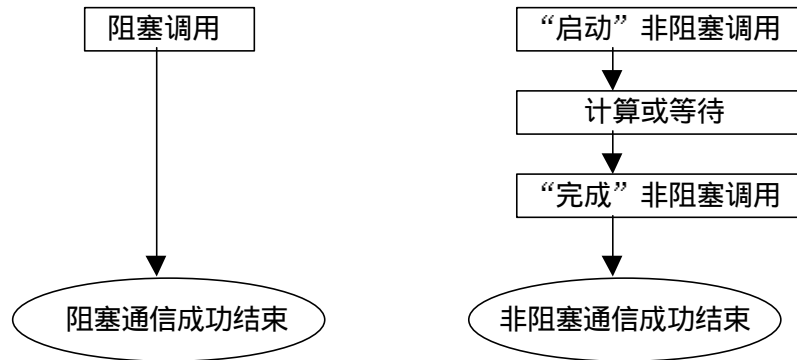 阻塞调用
“启动”非阻塞调用
计算或等待
“完成”非阻塞调用
阻塞通信成功结束
非阻塞通信成功结束